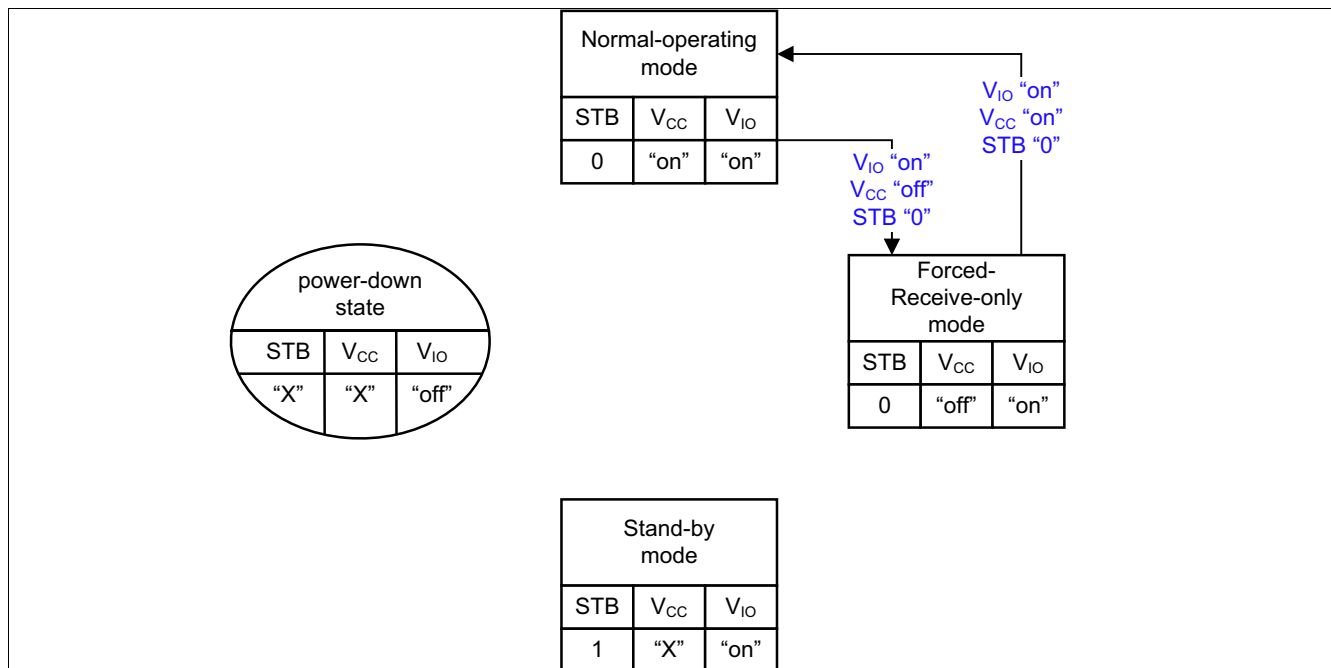 Normal-operating
mode
STB VCC VIO
0 “on” “on”
VIO “on”
VCC “on”
STB “0”
VIO “on”
VCC “off”
STB “0”
power-down
state
STB VCC VIO
“X” “X” “off”
Forced-
Receive-only
mode
STB VCC VIO
0 “off” “on”
Stand-by
mode
STB VCC VIO
1 “X” “on”